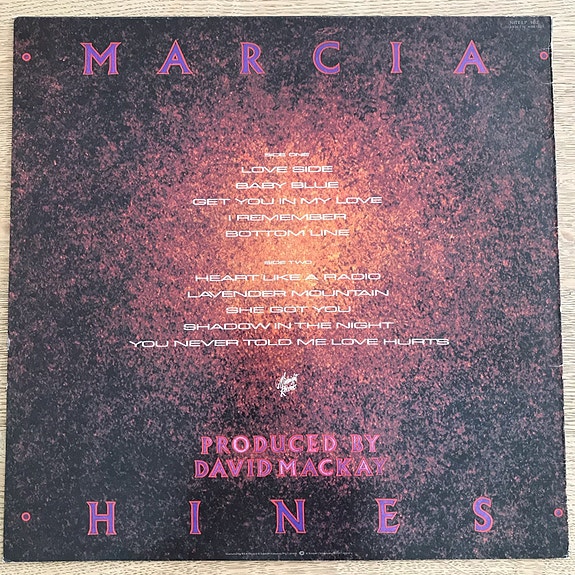 MARCIA
SIDE ONE
LOVE SIDE
BABY BLUE
GET YOU IN MY LOVE
I REMEMBER
BOTTOM LINE
SIDE TWO
HEART LIKE A RADIO
LAVENDER MOUNTAIN
SHE GOT YOU
SHADOW IN THE NIGHT
YOU NEVER TOLD ME LOVE HURTS
PRODUCED BY
DAVID MACKAY
HINES